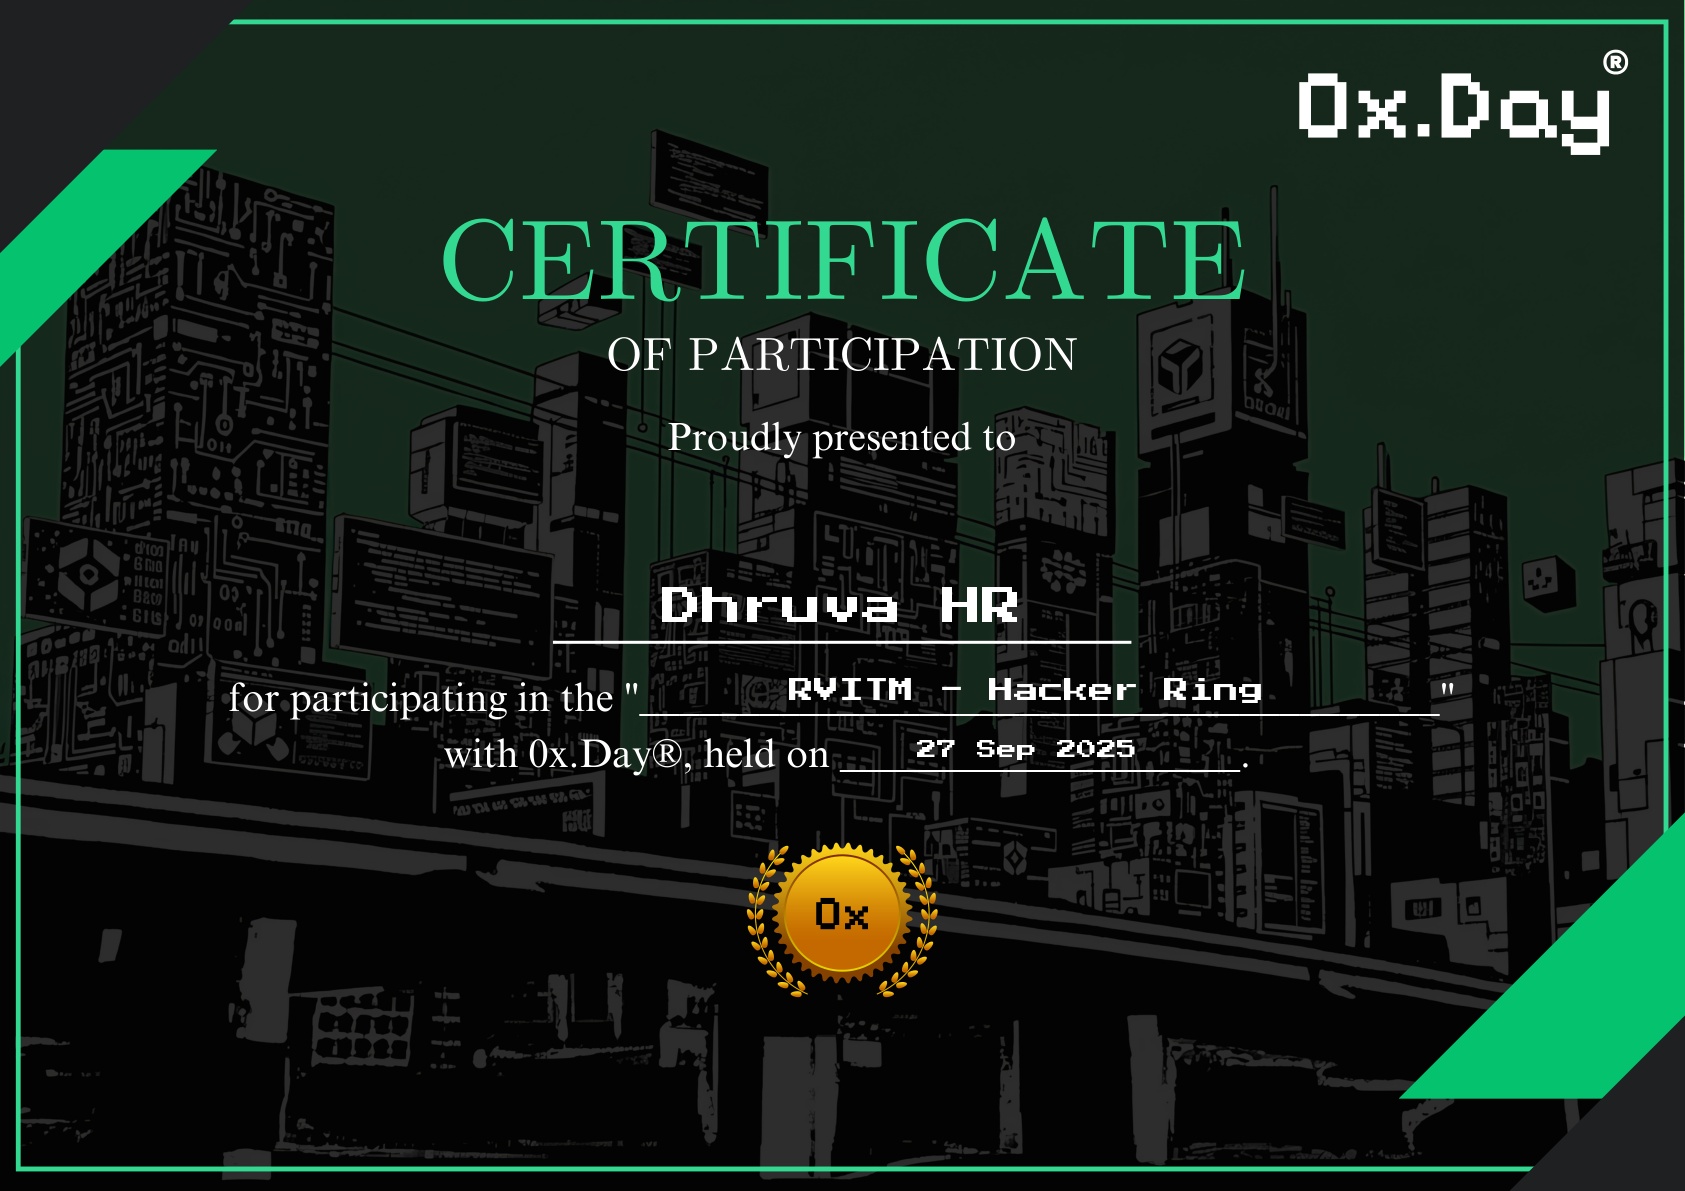 0x.Day®
CERTIFICATE
OF PARTICIPATION
Proudly presented to
Dhruva HR
for participating in the "RVITM - Hacker Ring"
with 0x.Day®, held on 27 Sep 2025.
0x